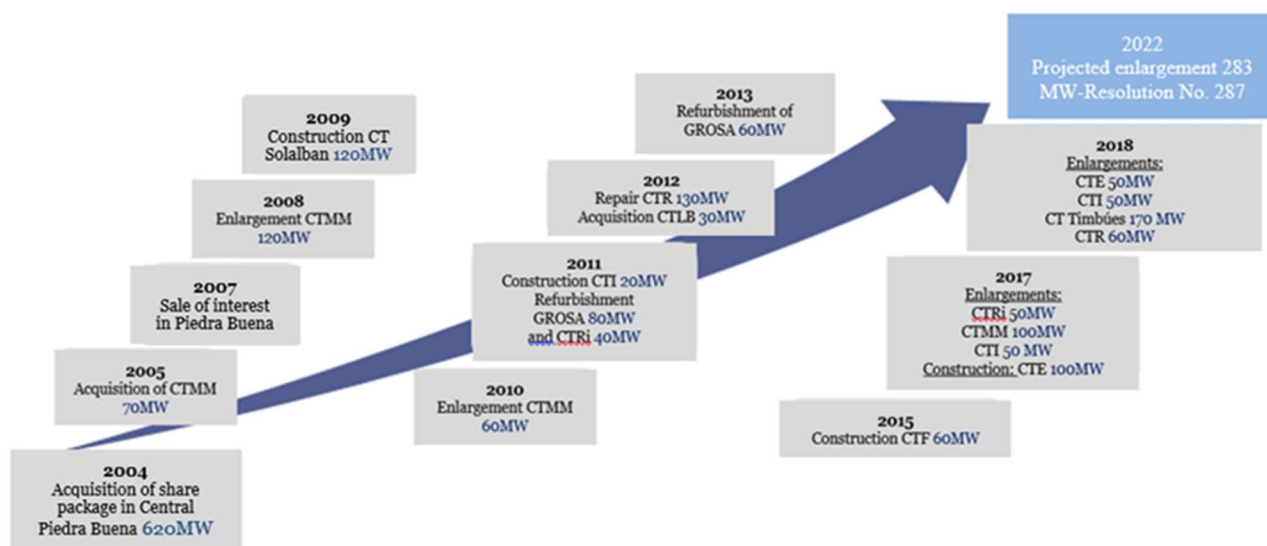 2004
Acquisition of share
package in Central
Piedra Buena 620MW
2005
Acquisition of CTMM
70MW
2007
Sale of interest
in Piedra Buena
2008
Enlargement CTMM
120MW
2009
Construction CT
Solalban 120MW
2010
Enlargement CTMM
60MW
2011
Construction CTI 20MW
Refurbishment
GROSA 80MW
and CTRi 40MW
2012
Repair CTR 130MW
Acquisition CTLB 30MW
2013
Refurbishment of
GROSA 60MW
2015
Construction CTF 60MW
2017
Enlargements:
CTRi 50MW
CTMM 100MW
CTI 50 MW
Construction: CTE 100MW
2018
Enlargements:
CTE 50MW
CTI 50MW
CT Timbúes 170 MW
CTR 60MW
2022
Projected enlargement 283
MW-Resolution No. 287